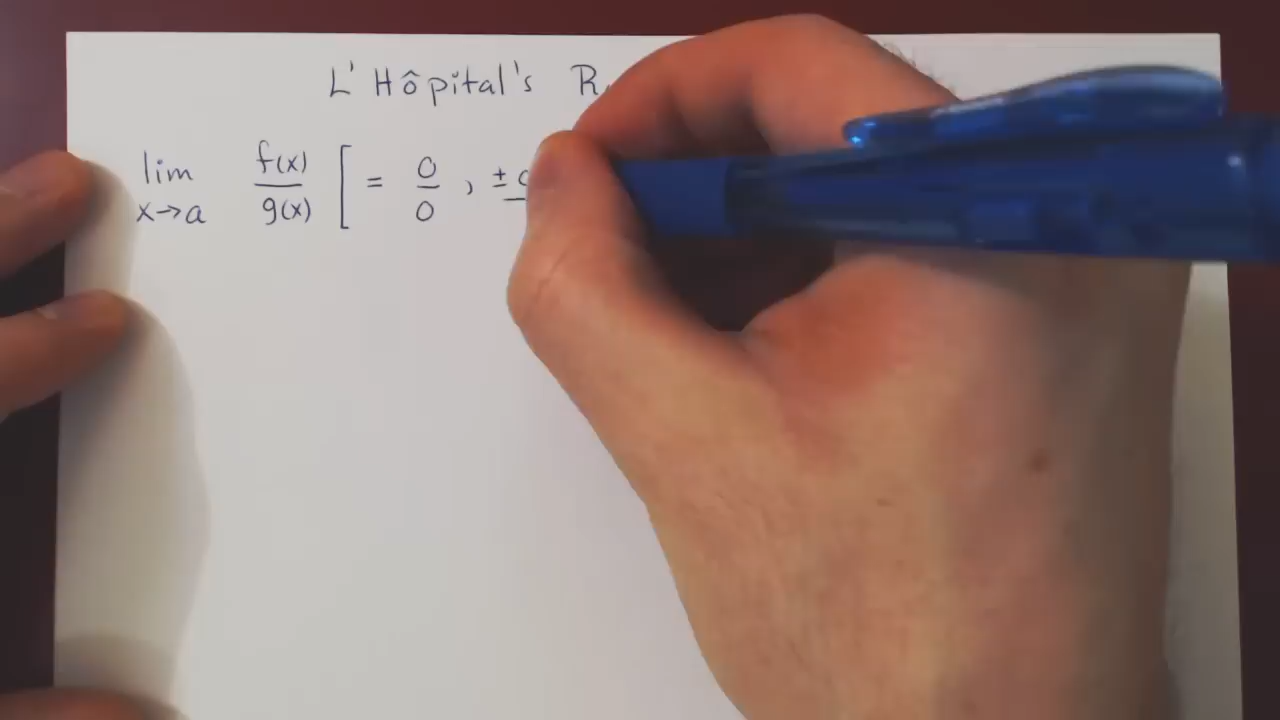 L'Hôpital's R
lim x→a f(x)/g(x) [ = 0/0 , ±